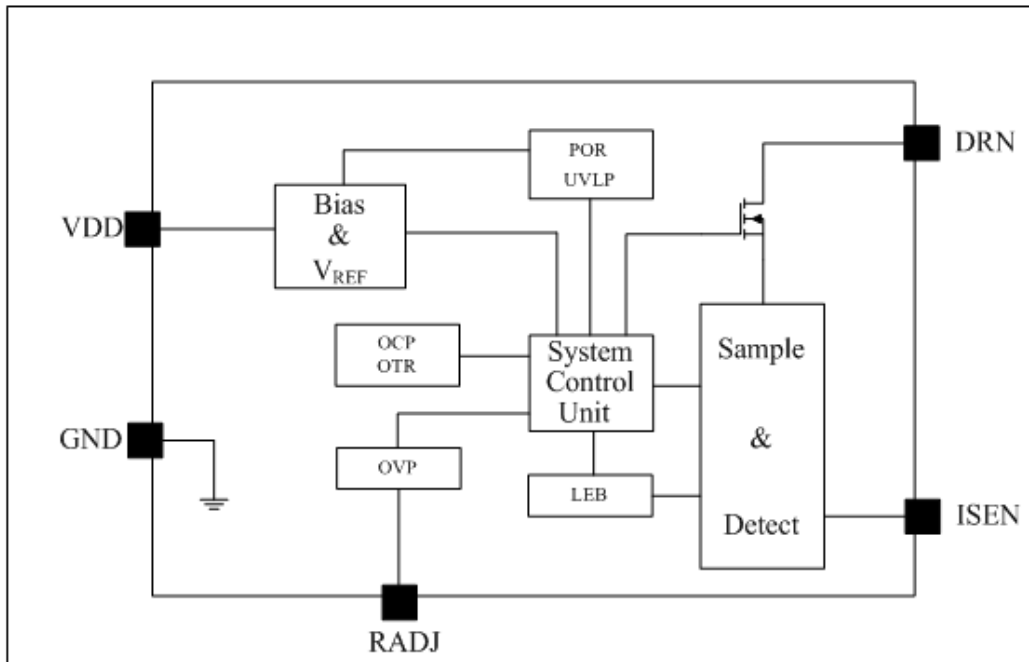 DRN
POR
UVLP
VDD
Bias
&
VREF
OCP
OTR
System
Control
Unit
Sample
&
Detect
GND
OVP
LEB
ISEN
RADJ